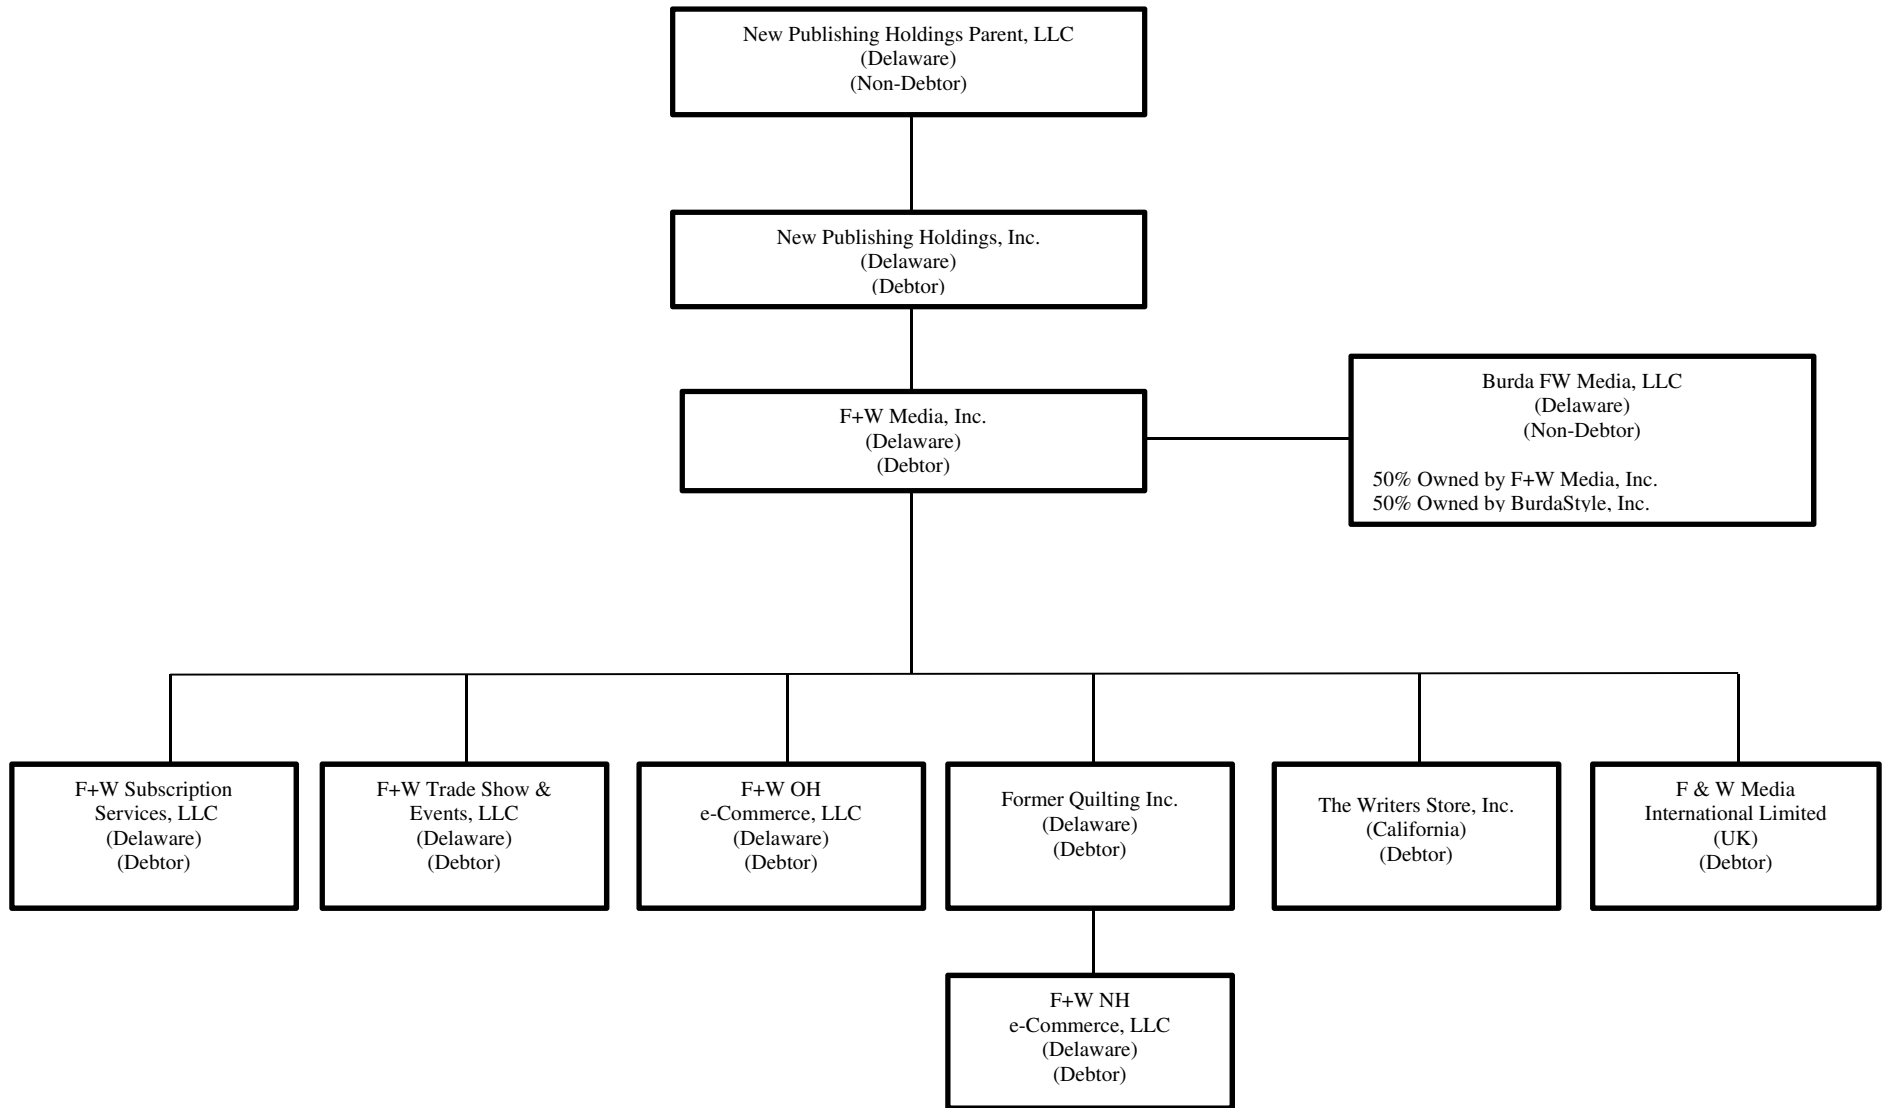 New Publishing Holdings Parent, LLC
(Delaware)
(Non-Debtor)
New Publishing Holdings, Inc.
(Delaware)
(Debtor)
F+W Media, Inc.
(Delaware)
(Debtor)
Burda FW Media, LLC
(Delaware)
(Non-Debtor)
50% Owned by F+W Media, Inc.
50% Owned by BurdaStyle, Inc.
F+W Subscription
Services, LLC
(Delaware)
(Debtor)
F+W Trade Show &
Events, LLC
(Delaware)
(Debtor)
F+W OH
e-Commerce, LLC
(Delaware)
(Debtor)
Former Quilting Inc.
(Delaware)
(Debtor)
The Writers Store, Inc.
(California)
(Debtor)
F & W Media
International Limited
(UK)
(Debtor)
F+W NH
e-Commerce, LLC
(Delaware)
(Debtor)